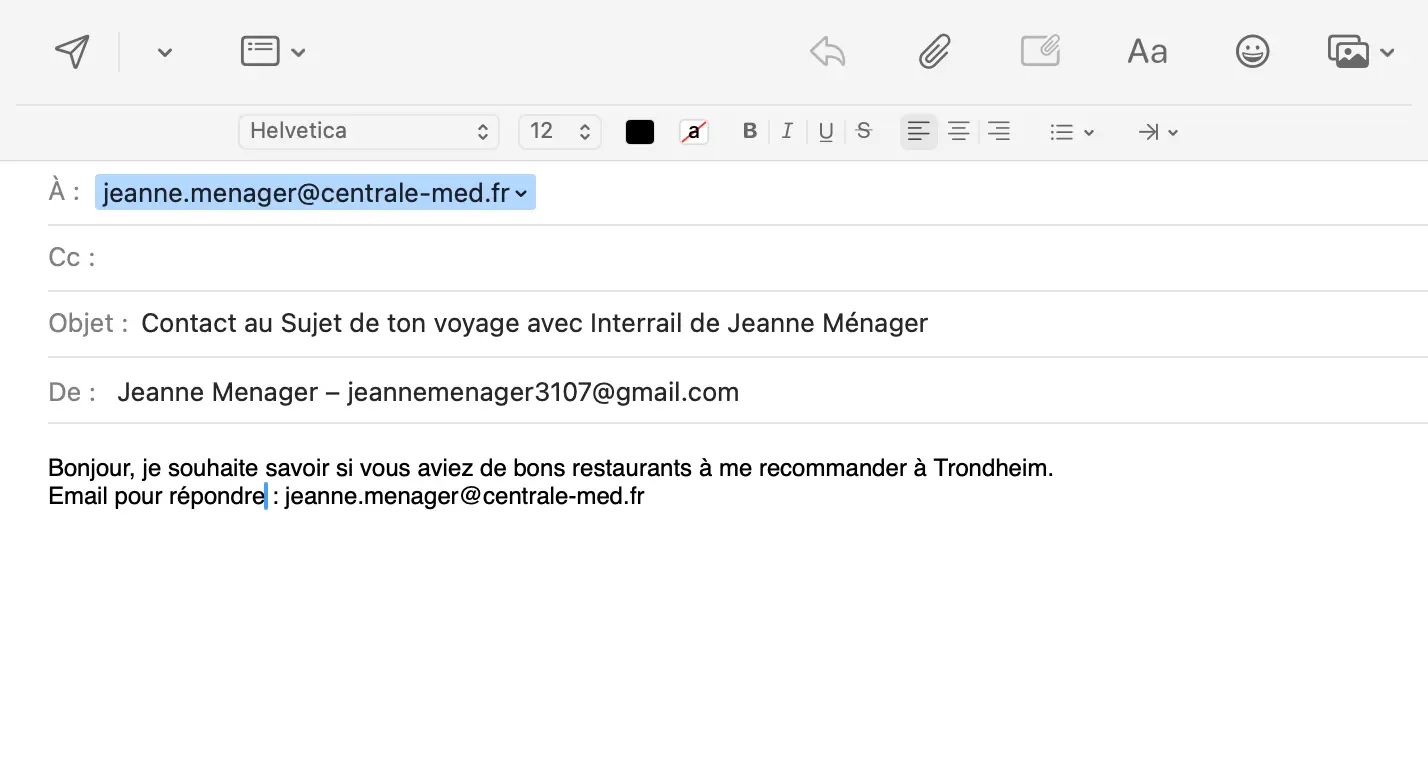 Aa
Helvetica 12 a B I U S
À : jeanne.menager@centrale-med.fr
Cc :
Objet : Contact au Sujet de ton voyage avec Interrail de Jeanne Ménager
De : Jeanne Menager – jeannemenager3107@gmail.com
Bonjour, je souhaite savoir si vous aviez de bons restaurants à me recommander à Trondheim.
Email pour répondre : jeanne.menager@centrale-med.fr